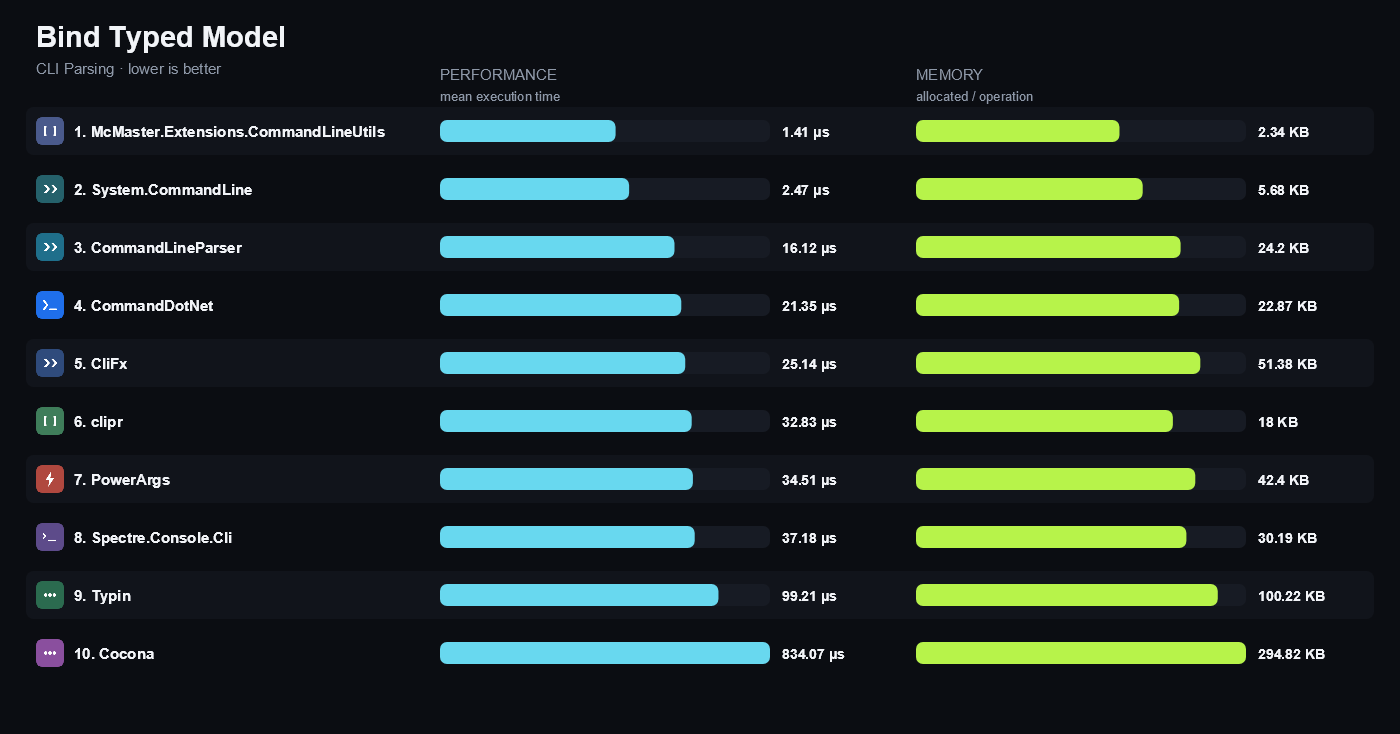 Bind Typed Model
CLI Parsing · lower is better
PERFORMANCE
mean execution time
MEMORY
allocated / operation
1. McMaster.Extensions.CommandLineUtils 1.41 µs 2.34 KB
2. System.CommandLine 2.47 µs 5.68 KB
3. CommandLineParser 16.12 µs 24.2 KB
4. CommandDotNet 21.35 µs 22.87 KB
5. CliFx 25.14 µs 51.38 KB
6. clipr 32.83 µs 18 KB
7. PowerArgs 34.51 µs 42.4 KB
8. Spectre.Console.Cli 37.18 µs 30.19 KB
9. Typin 99.21 µs 100.22 KB
10. Cocona 834.07 µs 294.82 KB